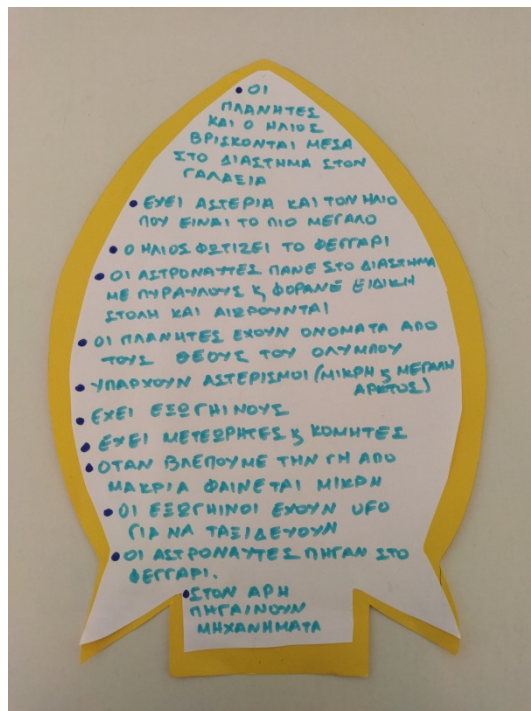 • ΟΙ
ΠΛΑΝΗΤΕΣ
ΚΑΙ Ο ΗΛΙΟΣ
ΒΡΙΣΚΟΝΤΑΙ ΜΕΣΑ
ΣΤΟ ΔΙΑΣΤΗΜΑ ΣΤΟΝ
ΓΑΛΑΞΙΑ
• ΕΧΕΙ ΑΣΤΕΡΙΑ ΚΑΙ ΤΟΝ ΗΛΙΟ
ΠΟΥ ΕΙΝΑΙ ΤΟ ΠΙΟ ΜΕΓΑΛΟ
• Ο ΗΛΙΟΣ ΦΩΤΙΖΕΙ ΤΟ ΦΕΓΓΑΡΙ
• ΟΙ ΑΣΤΡΟΝΑΥΤΕΣ ΠΑΝΕ ΣΤΟ ΔΙΑΣΤΗΜΑ
ΜΕ ΠΥΡΑΥΛΟΥΣ & ΦΟΡΑΝΕ ΕΙΔΙΚΗ
ΣΤΟΛΗ ΚΑΙ ΑΙΩΡΟΥΝΤΑΙ
• ΟΙ ΠΛΑΝΗΤΕΣ ΕΧΟΥΝ ΟΝΟΜΑΤΑ ΑΠΟ
ΤΟΥΣ ΘΕΟΥΣ ΤΟΥ ΟΛΥΜΠΟΥ
• ΥΠΑΡΧΟΥΝ ΑΣΤΕΡΙΣΜΟΙ (ΜΙΚΡΗ & ΜΕΓΑΛΗ
ΑΡΚΤΟΣ)
• ΕΧΕΙ ΕΞΩΓΗΙΝΟΥΣ
• ΕΧΕΙ ΜΕΤΕΩΡΗΤΕΣ & ΚΟΜΗΤΕΣ
• ΟΤΑΝ ΒΛΕΠΟΥΜΕ ΤΗΝ ΓΗ ΑΠΟ
ΜΑΚΡΙΑ ΦΑΙΝΕΤΑΙ ΜΙΚΡΗ
• ΟΙ ΕΞΩΓΗΙΝΟΙ ΕΧΟΥΝ UFO
ΓΙΑ ΝΑ ΤΑΞΙΔΕΥΟΥΝ
• ΟΙ ΑΣΤΡΟΝΑΥΤΕΣ ΠΗΓΑΝ ΣΤΟ
ΦΕΓΓΑΡΙ.
• ΣΤΟΝ ΑΡΗ
ΠΗΓΑΙΝΟΥΝ
ΜΗΧΑΝΗΜΑΤΑ